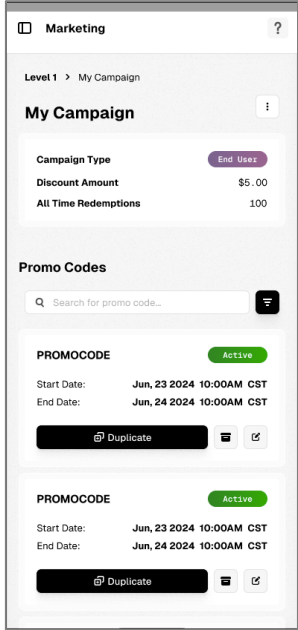 Marketing
?
Level 1 > My Campaign
My Campaign
Campaign Type End User
Discount Amount $5.00
All Time Redemptions 100
Promo Codes
Search for promo code...
PROMOCODE Active
Start Date: Jun, 23 2024 10:00AM CST
End Date: Jun, 24 2024 10:00AM CST
Duplicate
PROMOCODE Active
Start Date: Jun, 23 2024 10:00AM CST
End Date: Jun, 24 2024 10:00AM CST
Duplicate